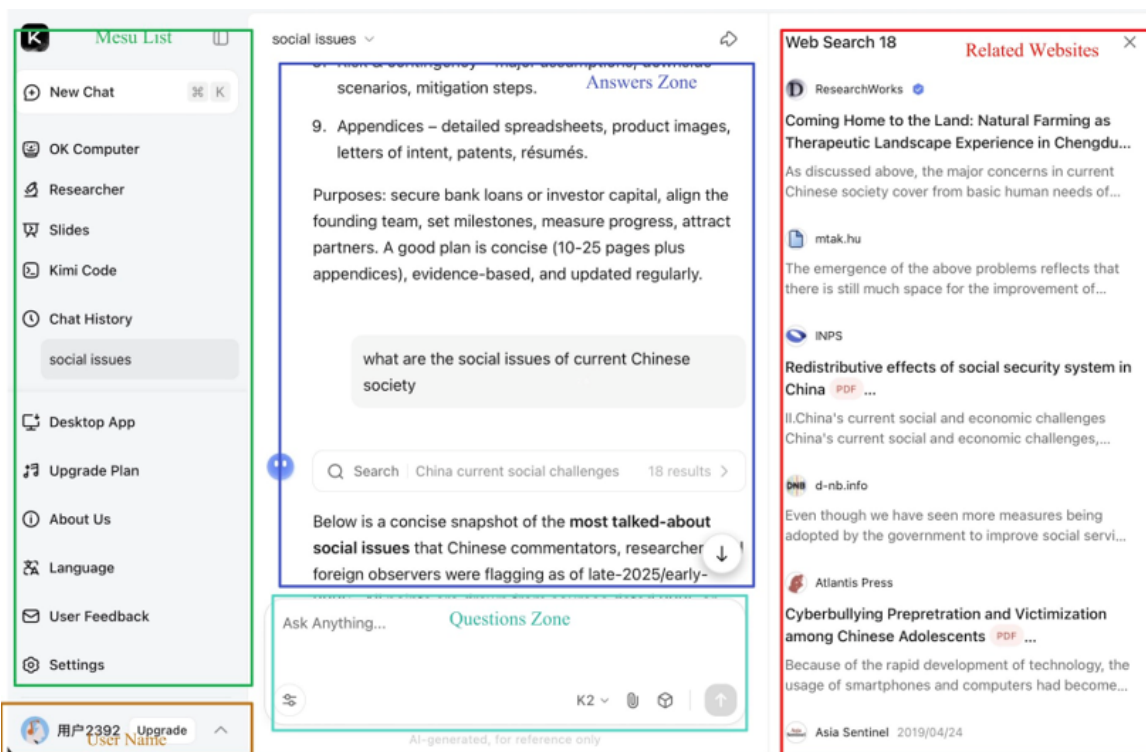 K
Mesu List
New Chat
⌘ K
OK Computer
Researcher
Slides
Kimi Code
Chat History
social issues
Desktop App
Upgrade Plan
About Us
Language
User Feedback
Settings
用户2392
Upgrade
User Name
social issues
Answers Zone
scenarios, mitigation steps.
9. Appendices – detailed spreadsheets, product images,
letters of intent, patents, résumés.
Purposes: secure bank loans or investor capital, align the
founding team, set milestones, measure progress, attract
partners. A good plan is concise (10-25 pages plus
appendices), evidence-based, and updated regularly.
what are the social issues of current Chinese
society
Search China current social challenges 18 results
Below is a concise snapshot of the most talked-about
social issues that Chinese commentators, researcher
foreign observers were flagging as of late-2025/early-
Ask Anything...
Questions Zone
K2
AI-generated, for reference only
Web Search 18
Related Websites
ResearchWorks
Coming Home to the Land: Natural Farming as
Therapeutic Landscape Experience in Chengdu...
As discussed above, the major concerns in current
Chinese society cover from basic human needs of...
mtak.hu
The emergence of the above problems reflects that
there is still much space for the improvement of...
INPS
Redistributive effects of social security system in
China PDF ...
II.China's current social and economic challenges
China's current social and economic challenges,...
DNB d-nb.info
Even though we have seen more measures being
adopted by the government to improve social servi...
Atlantis Press
Cyberbullying Prepretration and Victimization
among Chinese Adolescents PDF ...
Because of the rapid development of technology, the
usage of smartphones and computers had become...
Asia Sentinel 2019/04/24